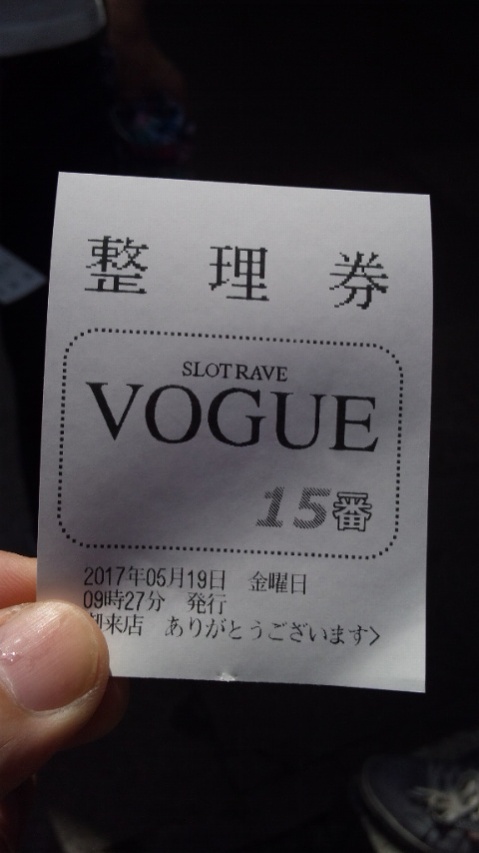 整理券
SLOT RAVE
VOGUE
15番
2017年05月19日 金曜日
09時27分 発行
来店 ありがとうございます>